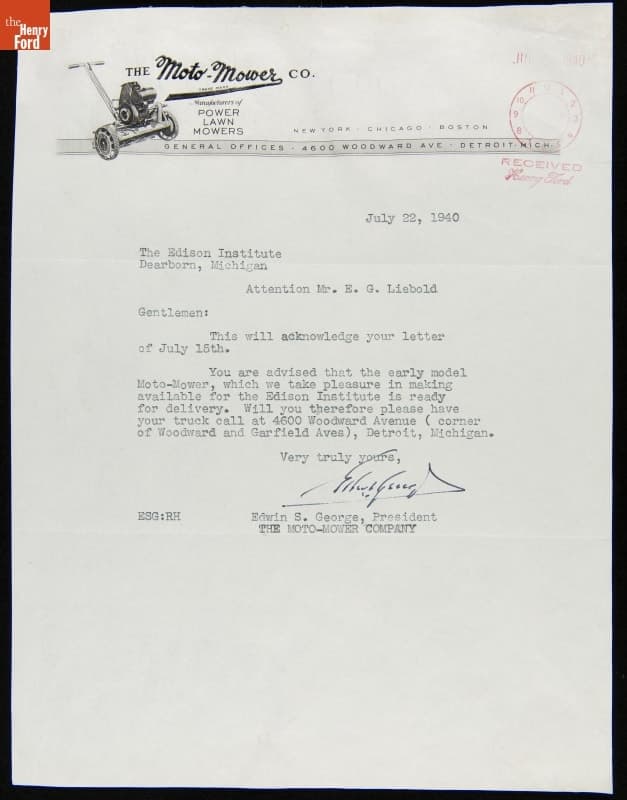 the
Henry
Ford
THE Moto-Mower CO.
TRADE MARK
Manufacturers of
POWER
LAWN
MOWERS
NEW YORK · CHICAGO · BOSTON
GENERAL OFFICES · 4600 WOODWARD AVE · DETROIT-MICH.
1940
RECEIVED
Henry Ford
July 22, 1940
The Edison Institute
Dearborn, Michigan
Attention Mr. E. G. Liebold
Gentlemen:
This will acknowledge your letter
of July 15th.
You are advised that the early model
Moto-Mower, which we take pleasure in making
available for the Edison Institute is ready
for delivery. Will you therefore please have
your truck call at 4600 Woodward Avenue ( corner
of Woodward and Garfield Aves), Detroit, Michigan.
Very truly yours,
ESG:RH
Edwin S. George, President
THE MOTO-MOWER COMPANY